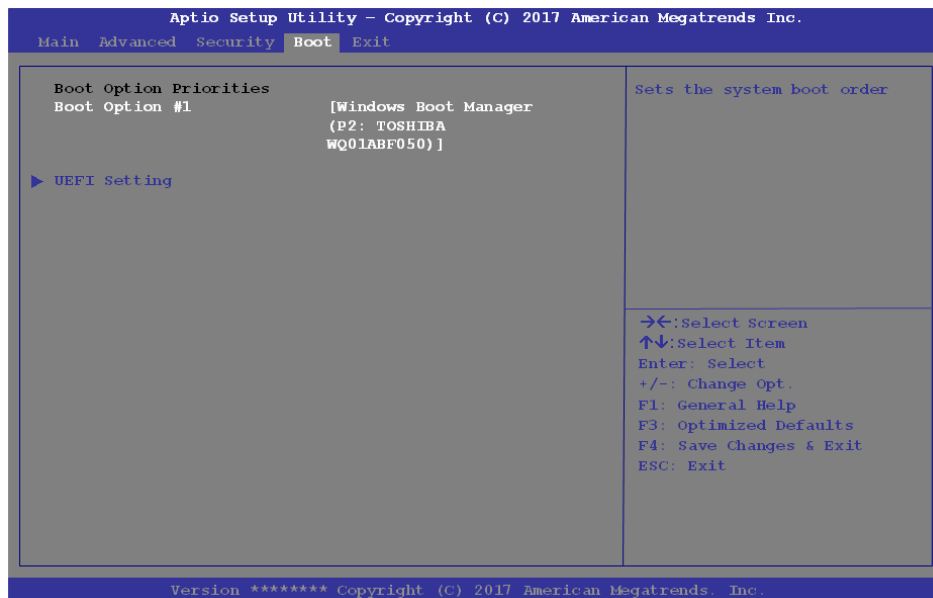 Aptio Setup Utility – Copyright (C) 2017 American Megatrends Inc.
Main Advanced Security Boot Exit
Boot Option Priorities
Boot Option #1 [Windows Boot Manager
(P2: TOSHIBA
WQ01ABF050)]
▶ UEFI Setting
Sets the system boot order
→←:Select Screen
↑↓:Select Item
Enter: Select
+/-: Change Opt.
F1: General Help
F3: Optimized Defaults
F4: Save Changes & Exit
ESC: Exit
Version ******** Copyright (C) 2017 American Megatrends. Inc.